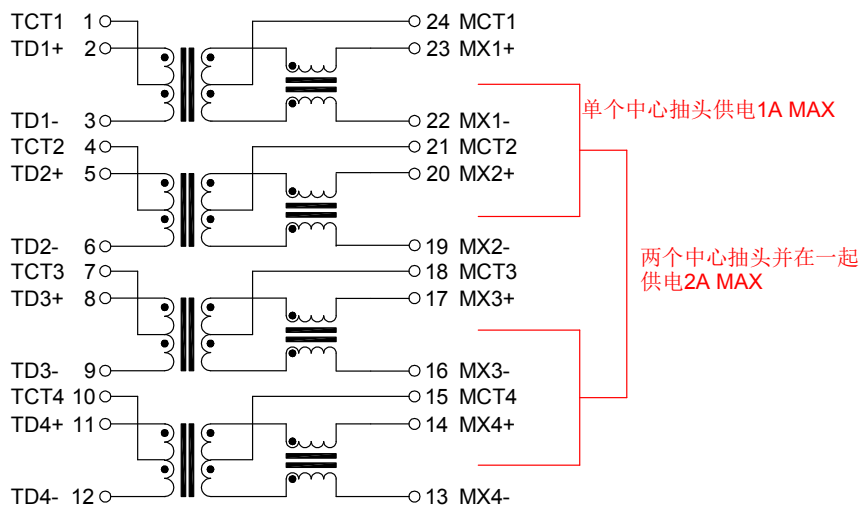 TCT1 1 24 MCT1
TD1+ 2 23 MX1+
单个中心抽头供电1A MAX
TD1- 3 22 MX1-
TCT2 4 21 MCT2
TD2+ 5 20 MX2+
TD2- 6 19 MX2-
两个中心抽头并在一起
供电2A MAX
TCT3 7 18 MCT3
TD3+ 8 17 MX3+
TD3- 9 16 MX3-
TCT4 10 15 MCT4
TD4+ 11 14 MX4+
TD4- 12 13 MX4-